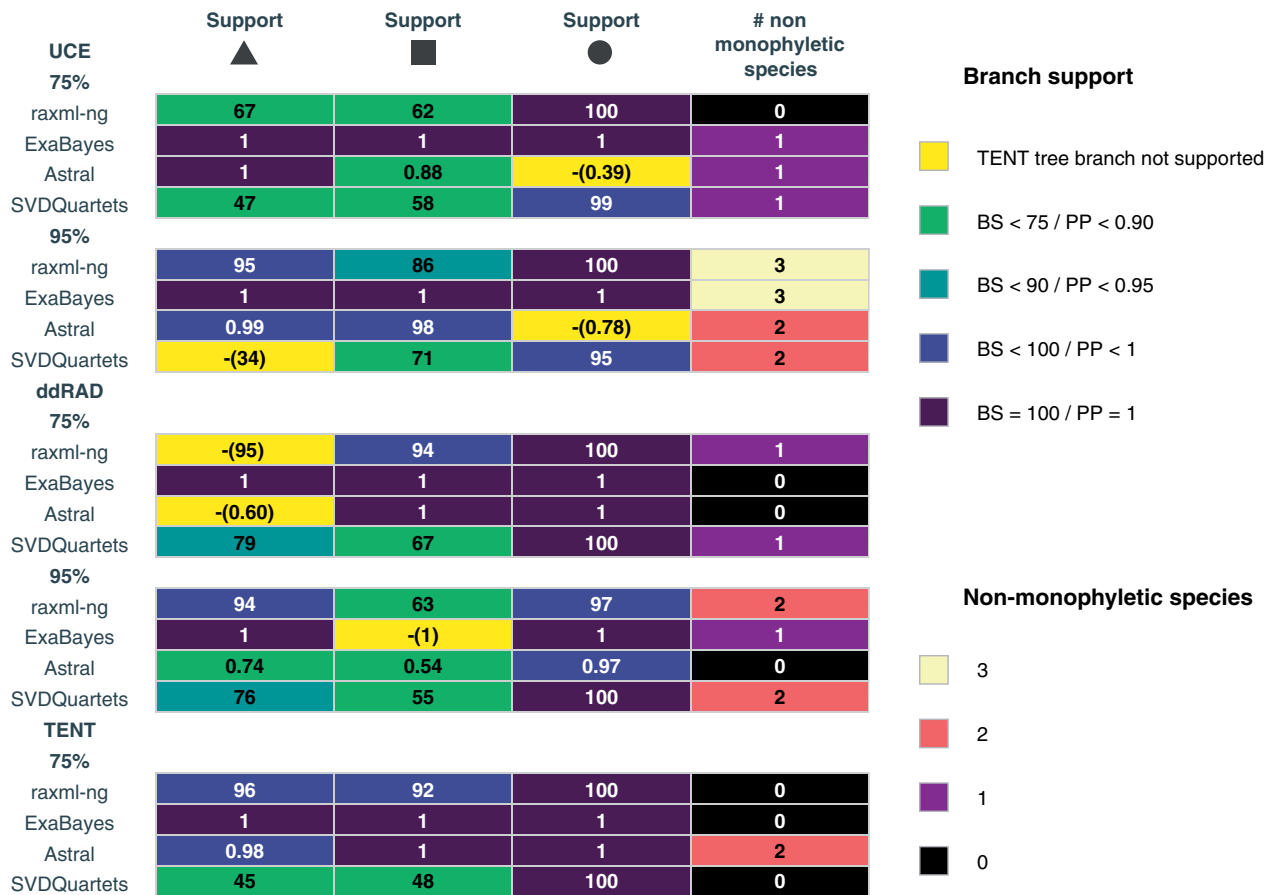 Support Support Support # non monophyletic species
UCE
75%
raxml-ng 67 62 100 0
ExaBayes 1 1 1 1
Astral 1 0.88 -(0.39) 1
SVDQuartets 47 58 99 1
95%
raxml-ng 95 86 100 3
ExaBayes 1 1 1 3
Astral 0.99 98 -(0.78) 2
SVDQuartets -(34) 71 95 2
ddRAD
75%
raxml-ng -(95) 94 100 1
ExaBayes 1 1 1 0
Astral -(0.60) 1 1 0
SVDQuartets 79 67 100 1
95%
raxml-ng 94 63 97 2
ExaBayes 1 -(1) 1 1
Astral 0.74 0.54 0.97 0
SVDQuartets 76 55 100 2
TENT
75%
raxml-ng 96 92 100 0
ExaBayes 1 1 1 0
Astral 0.98 1 1 2
SVDQuartets 45 48 100 0
Branch support
TENT tree branch not supported
BS < 75 / PP < 0.90
BS < 90 / PP < 0.95
BS < 100 / PP < 1
BS = 100 / PP = 1
Non-monophyletic species
3
2
1
0